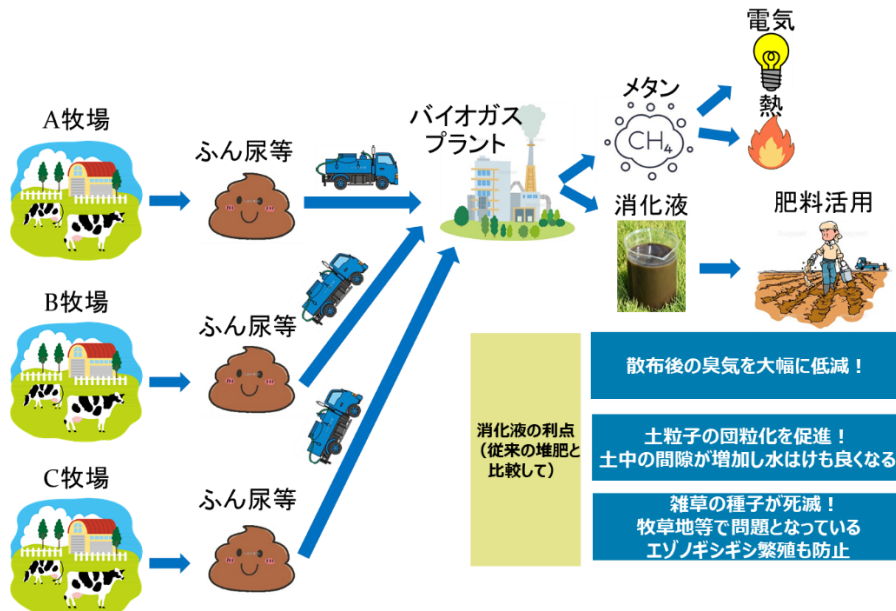 電気
メタン
CH₄
熱
A牧場
ふん尿等
バイオガス
プラント
消化液
肥料活用
B牧場
ふん尿等
C牧場
ふん尿等
消化液の利点
（従来の堆肥と
比較して）
散布後の臭気を大幅に低減！
土粒子の団粒化を促進！
土中の間隙が増加し水はけも良くなる
雑草の種子が死滅！
牧草地等で問題となっている
エゾノギシギシ繁殖も防止